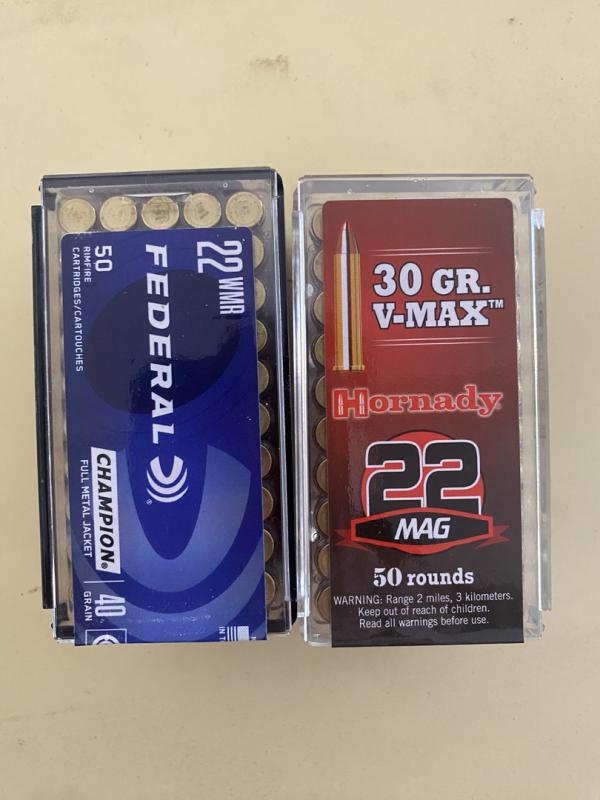 22 WMR
FEDERAL®
50
RIMFIRE
CARTRIDGES/CARTOUCHES
CHAMPION®
FULL METAL JACKET
40
GRAIN
IN T
30 GR.
V-MAX™
Hornady
22
MAG
50 rounds
WARNING: Range 2 miles, 3 kilometers.
Keep out of reach of children.
Read all warnings before use.